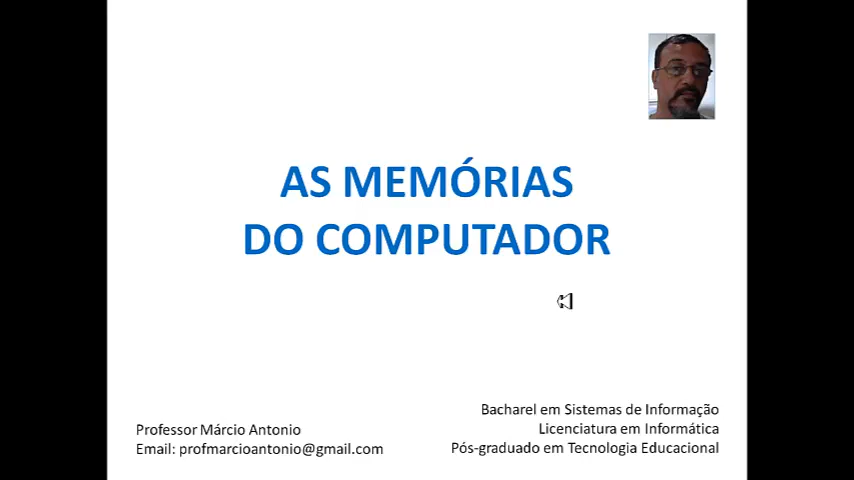 AS MEMÓRIAS
DO COMPUTADOR
Professor Márcio Antonio
Email: profmarcioantonio@gmail.com
Bacharel em Sistemas de Informação
Licenciatura em Informática
Pós-graduado em Tecnologia Educacional